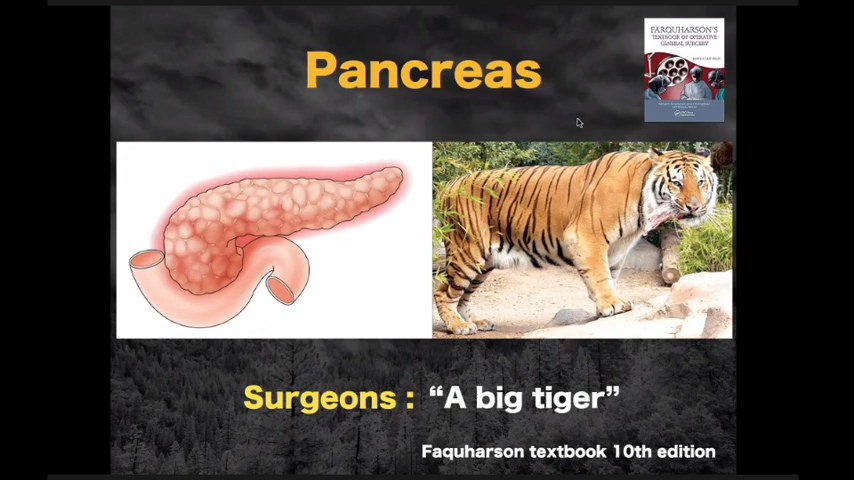 Pancreas
FARQUHARSON'S
TEXTBOOK OF OPERATIVE
GENERAL SURGERY
Surgeons : “A big tiger”
Faquharson textbook 10th edition